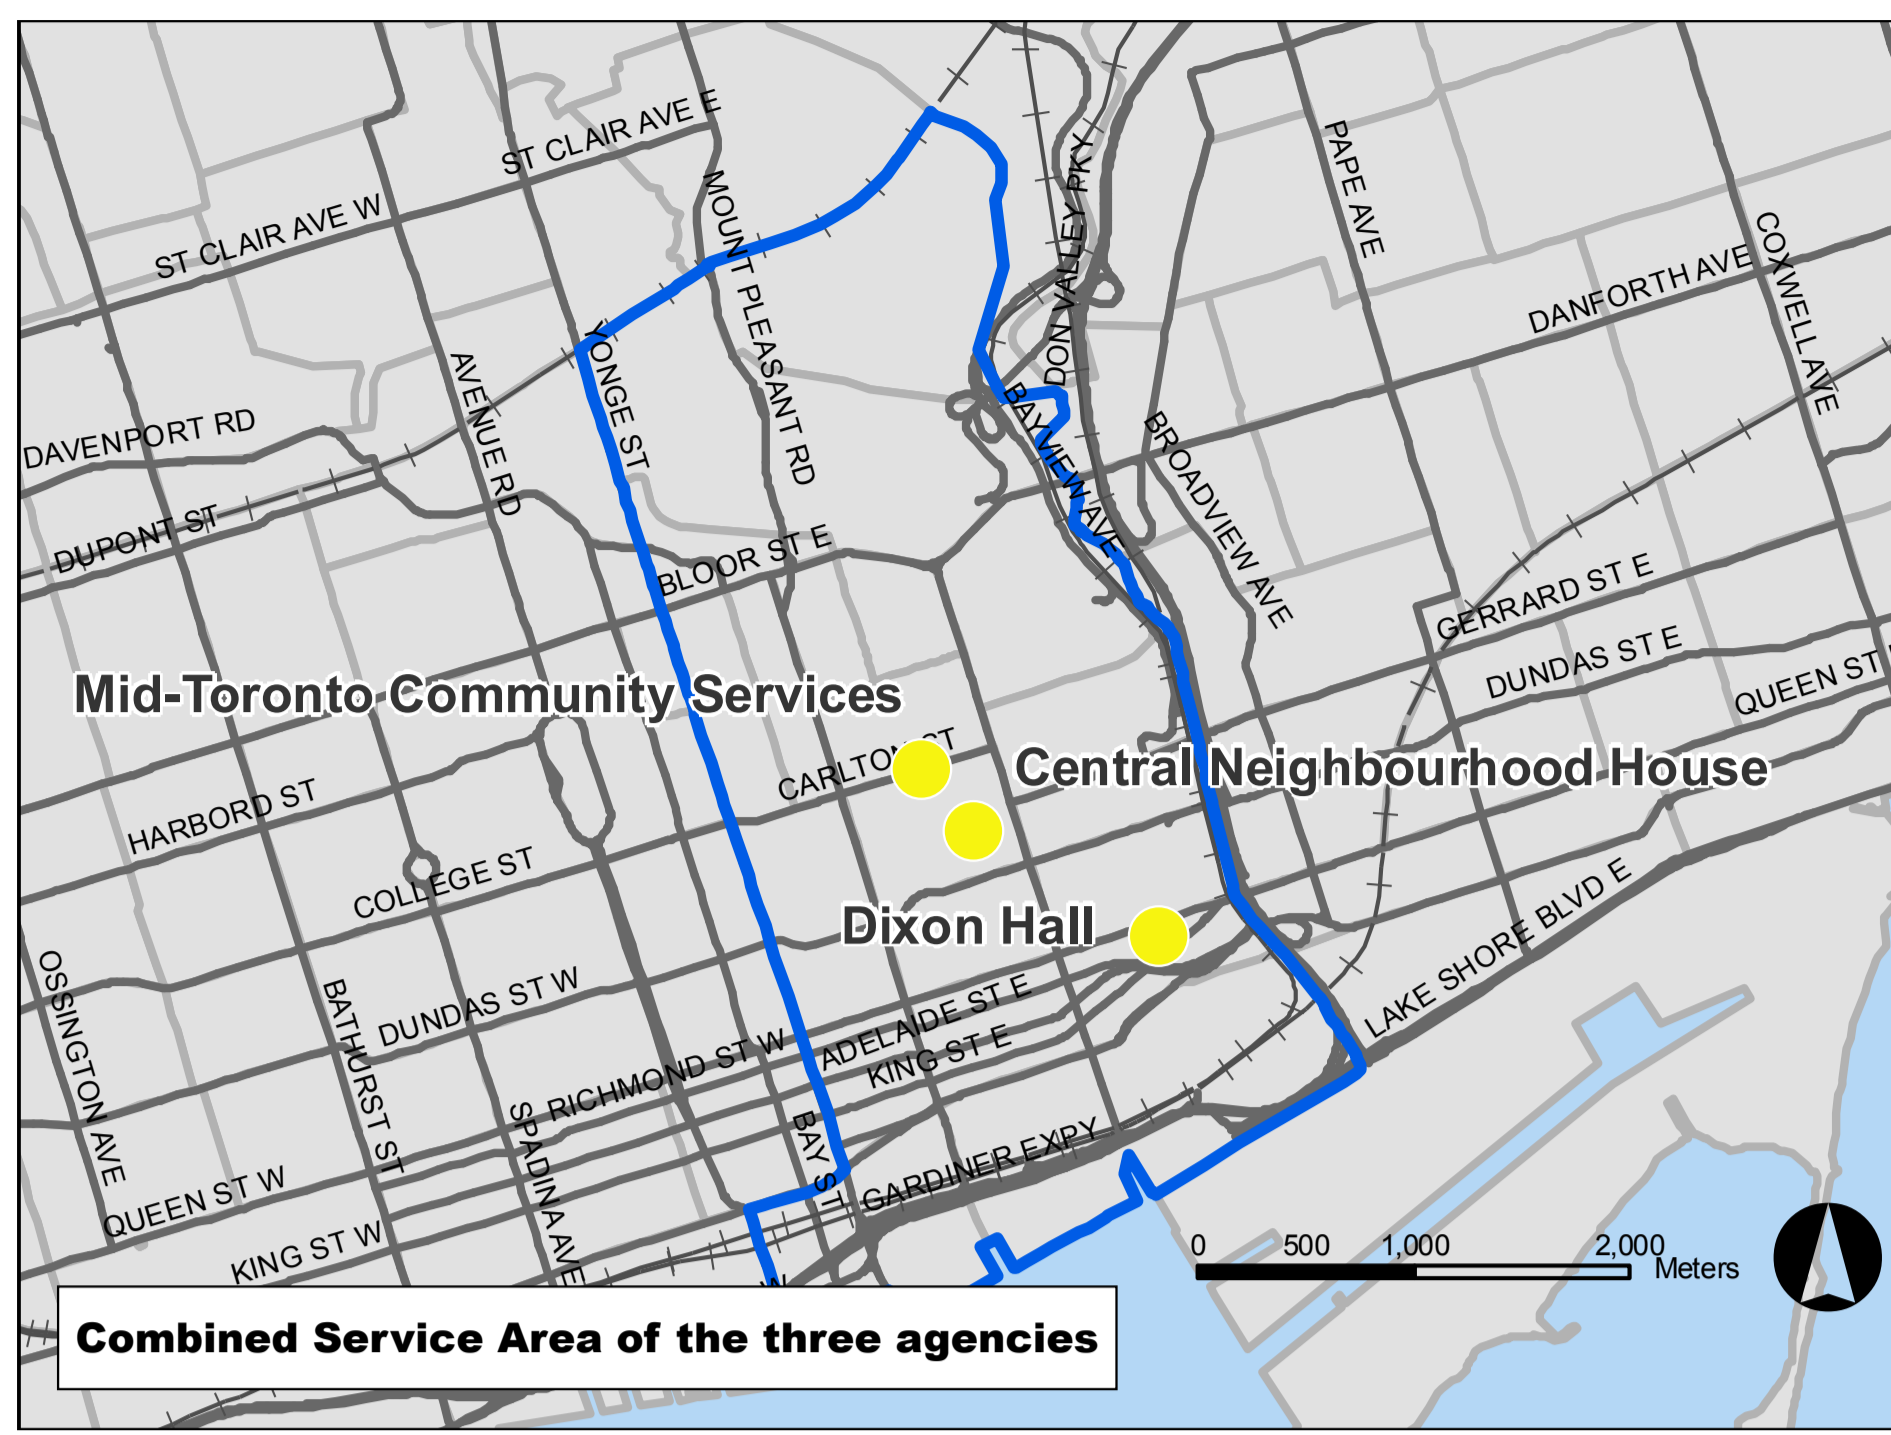 ST CLAIR AVE E
ST CLAIR AVE W
MOUNT PLEASANT RD
DON VALLEY PKY
PAPE AVE
COXWELL AVE
DANFORTH AVE
DAVENPORT RD
AVENUE RD
YONGE ST
BAYVIEW AVE
BROADVIEW AVE
DUPONT ST
BLOOR ST E
GERRARD ST E
DUNDAS ST E
QUEEN ST
Mid-Toronto Community Services
CARLTON ST
Central Neighbourhood House
HARBORD ST
COLLEGE ST
Dixon Hall
LAKE SHORE BLVD E
OSSINGTON AVE
BATHURST ST
DUNDAS ST W
RICHMOND ST W
ADELAIDE ST E
KING ST E
SPADINA AVE
BAY ST
GARDINER EXPY
QUEEN ST W
KING ST W
W
0 500 1,000 2,000
Meters
Combined Service Area of the three agencies